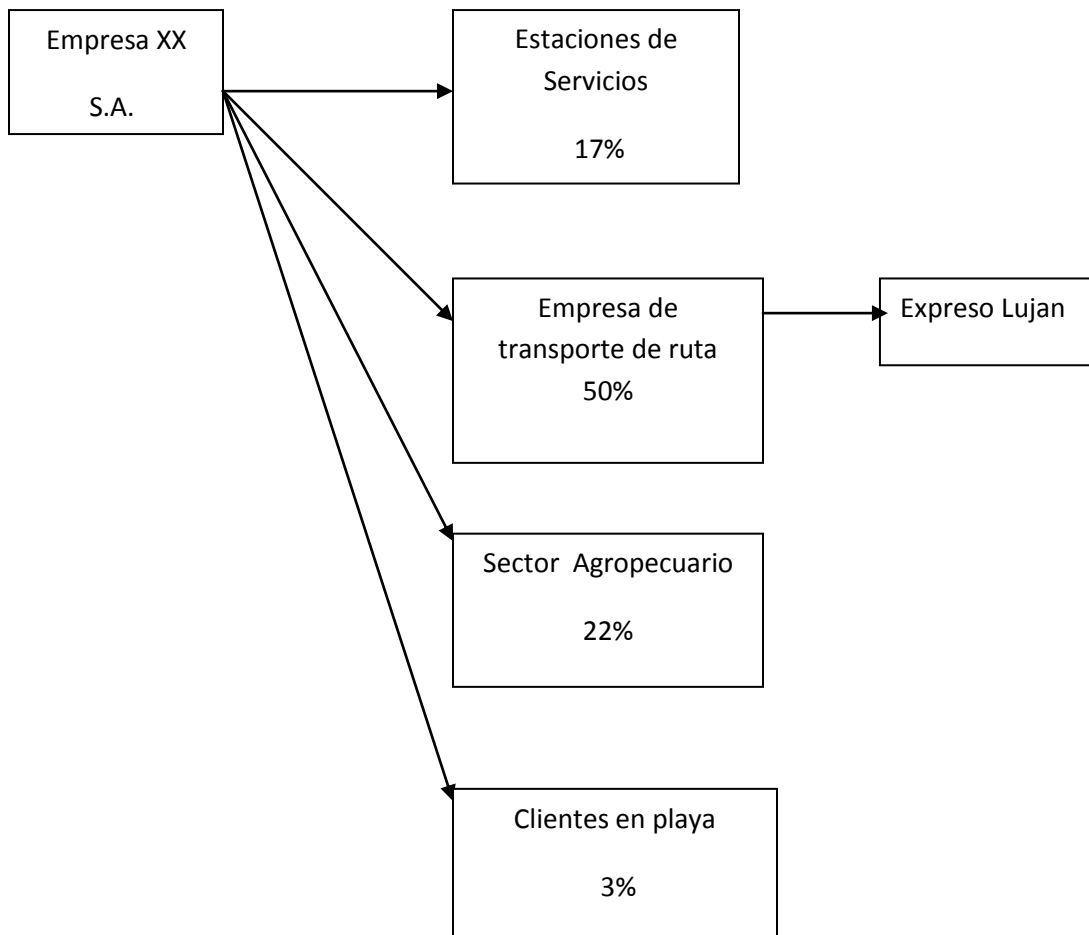 Empresa XX
S.A.
Estaciones de
Servicios
17%
Empresa de
transporte de ruta
50%
Expreso Lujan
Sector Agropecuario
22%
Clientes en playa
3%